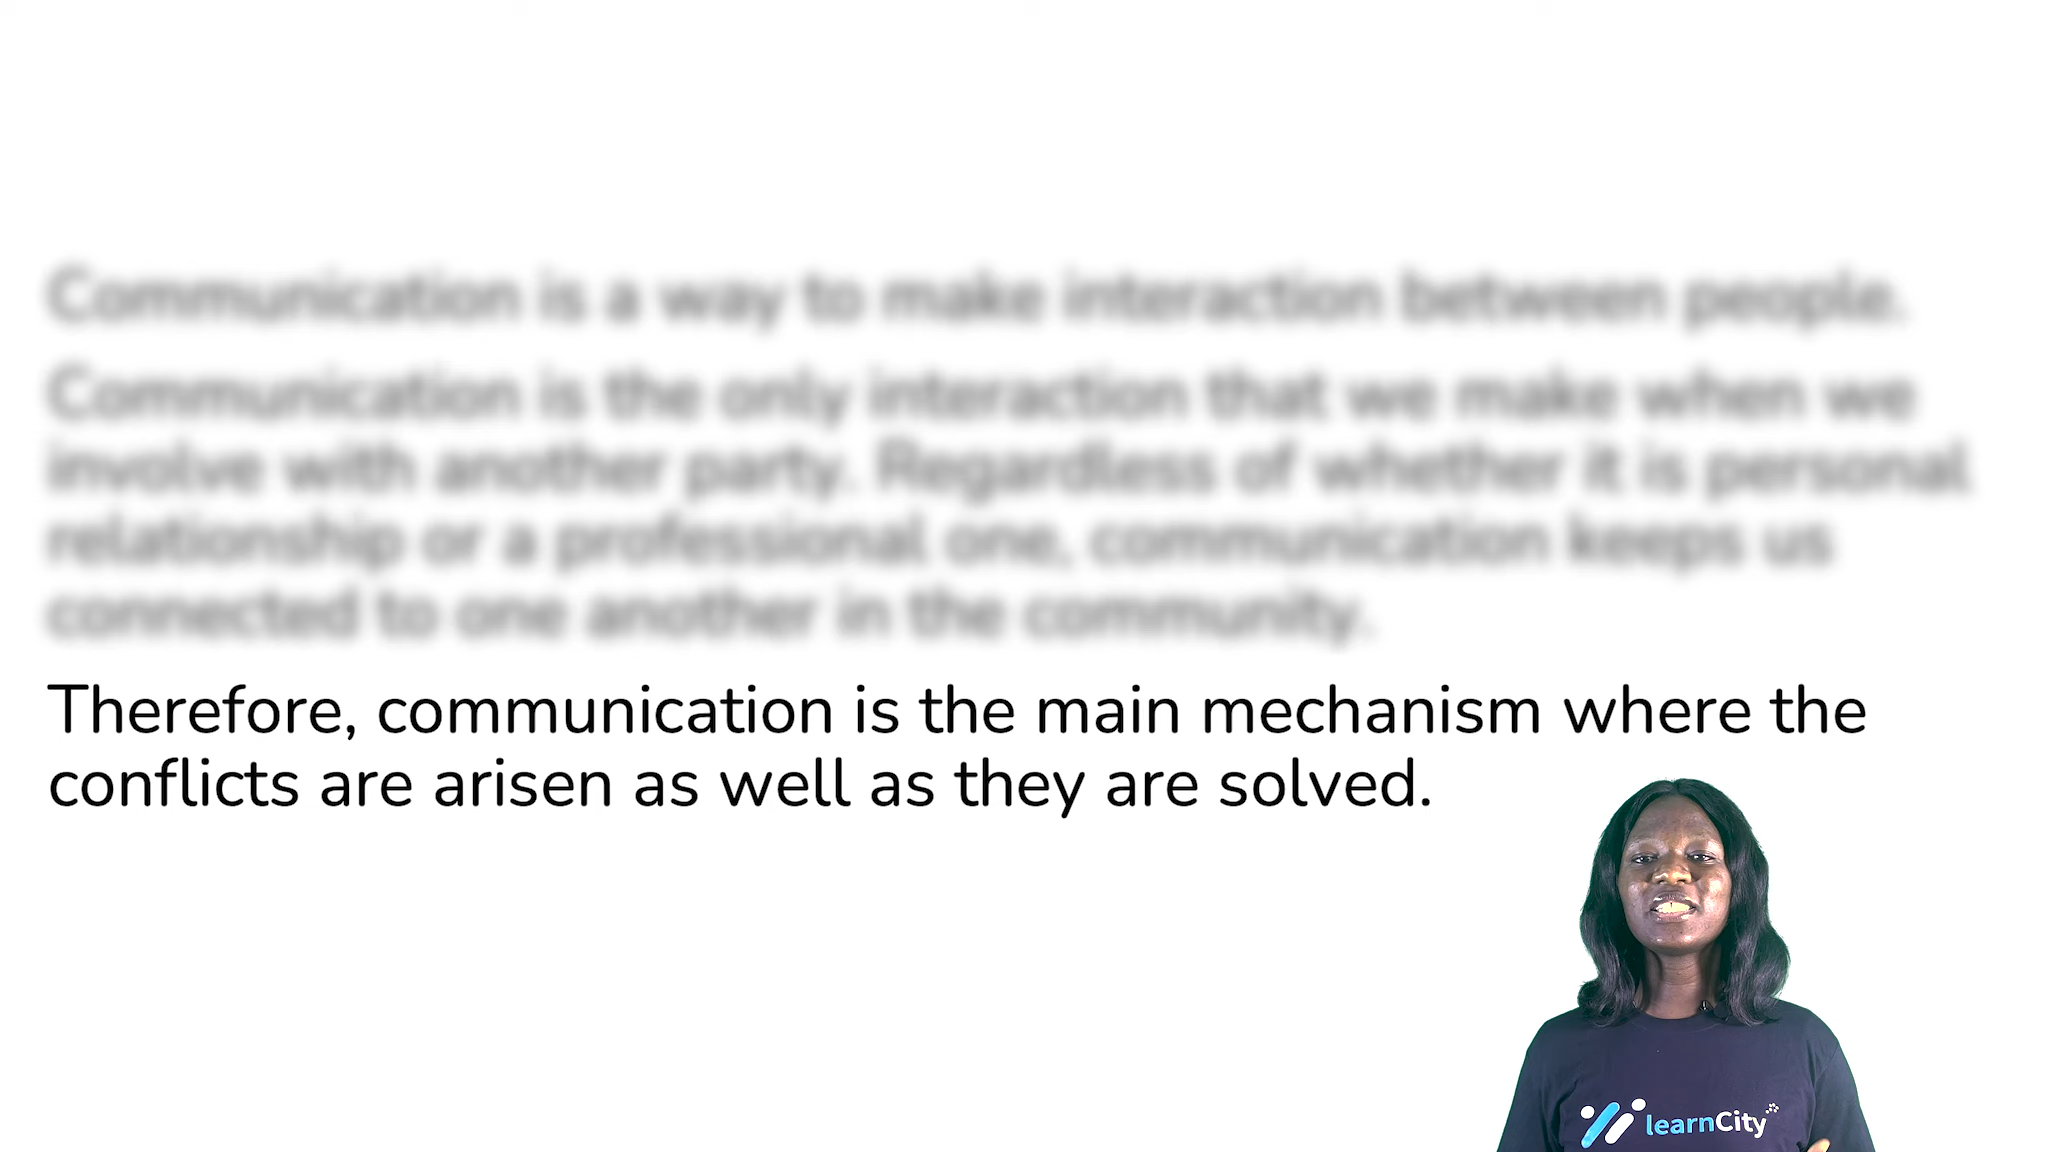 Communication is a way to make interaction between people.
Communication is the only interaction that we make when we
involve with another party. Regardless of whether it is personal
relationship or a professional one, communication keeps us
connected to one another in the community.
Therefore, communication is the main mechanism where the
conflicts are arisen as well as they are solved.
learnCity